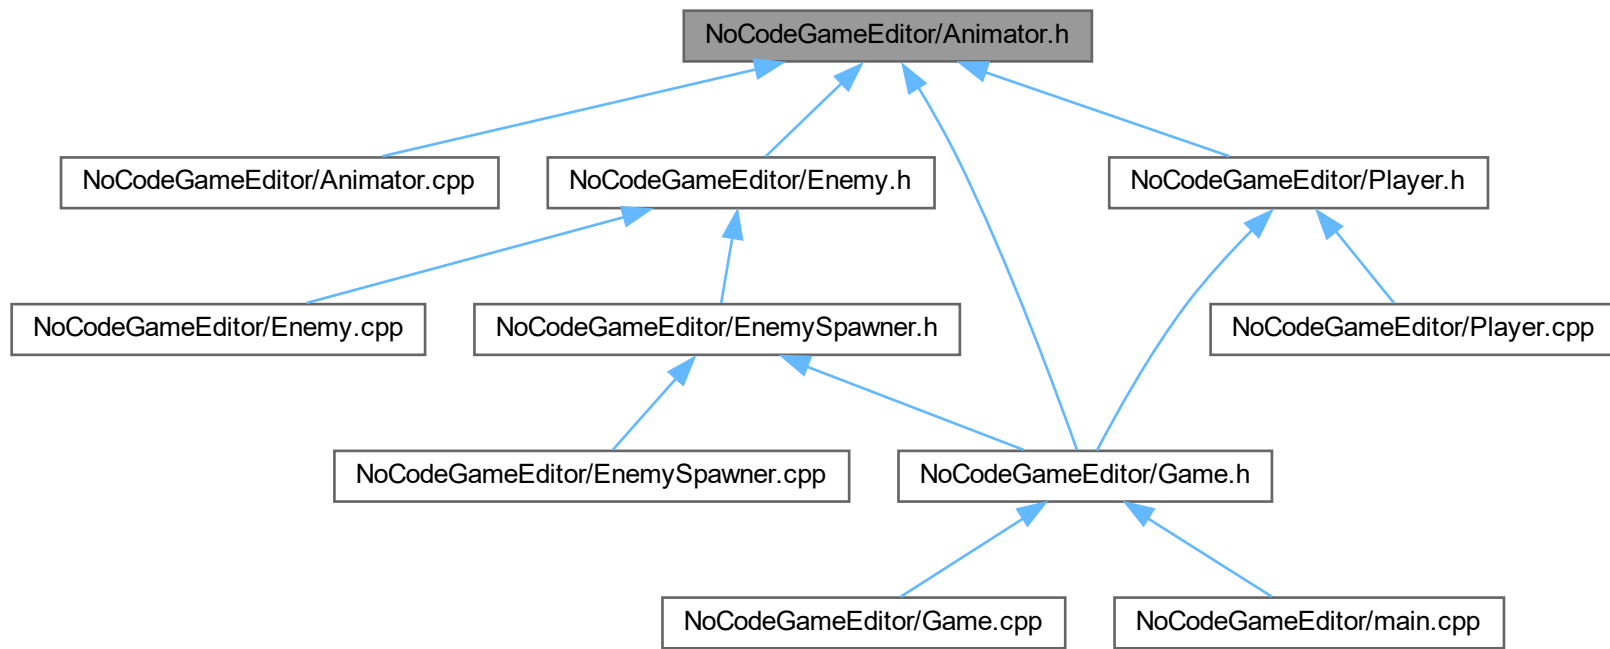 NoCodeGameEditor/Animator.h
NoCodeGameEditor/Animator.cpp
NoCodeGameEditor/Enemy.h
NoCodeGameEditor/Player.h
NoCodeGameEditor/Enemy.cpp
NoCodeGameEditor/EnemySpawner.h
NoCodeGameEditor/Player.cpp
NoCodeGameEditor/EnemySpawner.cpp
NoCodeGameEditor/Game.h
NoCodeGameEditor/Game.cpp
NoCodeGameEditor/main.cpp